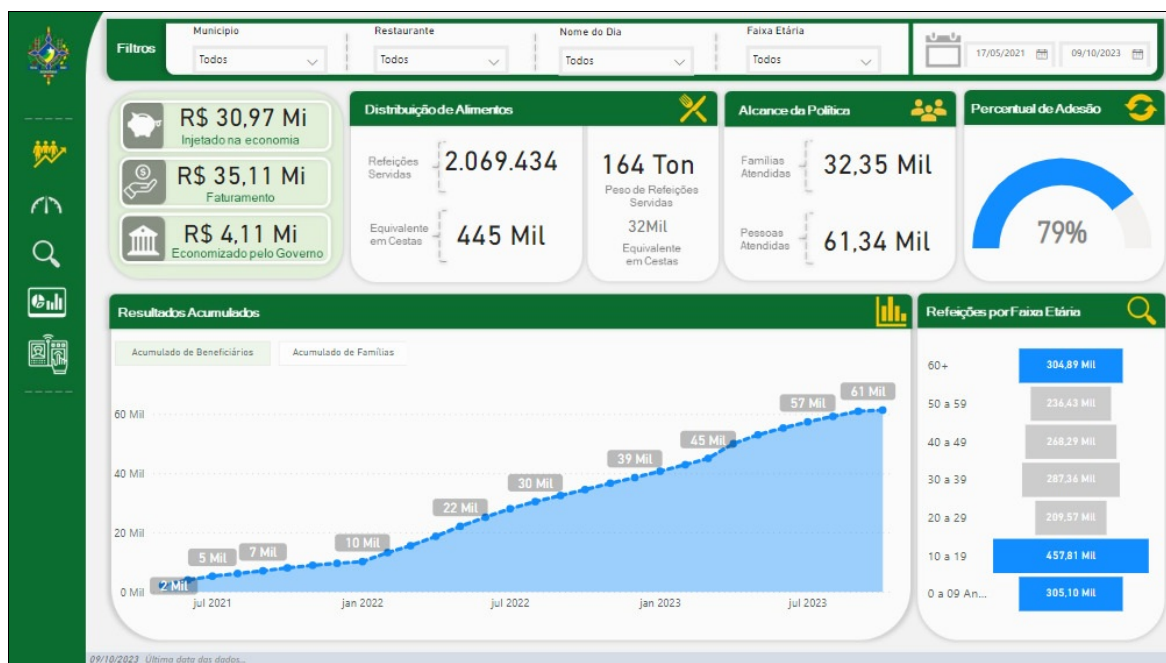 Filtros
Municipio
Todos
Restaurante
Todos
Nome do Dia
Todos
Faixa Etária
Todos
17/05/2021
09/10/2023
R$ 30,97 Mi
Injetado na economia
R$ 35,11 Mi
Faturamento
R$ 4,11 Mi
Economizado pelo Governo
Distribuição de Alimentos
Refeições
Servidas
2.069.434
Equivalente
em Cestas
445 Mil
164 Ton
Peso de Refeições
Servidas
32Mil
Equivalente
em Cestas
Alcance da Política
Famílias
Atendidas
32,35 Mil
Pessoas
Atendidas
61,34 Mil
Percentual de Adesão
79%
Resultados Acumulados
Acumulado de Beneficiários
Acumulado de Famílias
60 Mil
40 Mil
20 Mil
0 Mil
2 Mil
5 Mil
7 Mil
10 Mil
22 Mil
30 Mil
39 Mil
45 Mil
57 Mil
61 Mil
jul 2021
jan 2022
jul 2022
jan 2023
jul 2023
Refeições por Faixa Etária
60+
304,89 Mil
50 a 59
236,43 Mil
40 a 49
268,29 Mil
30 a 39
287,36 Mil
20 a 29
209,57 Mil
10 a 19
457,81 Mil
0 a 09 An...
305,10 Mil
09/10/2023 Última data dos dados...